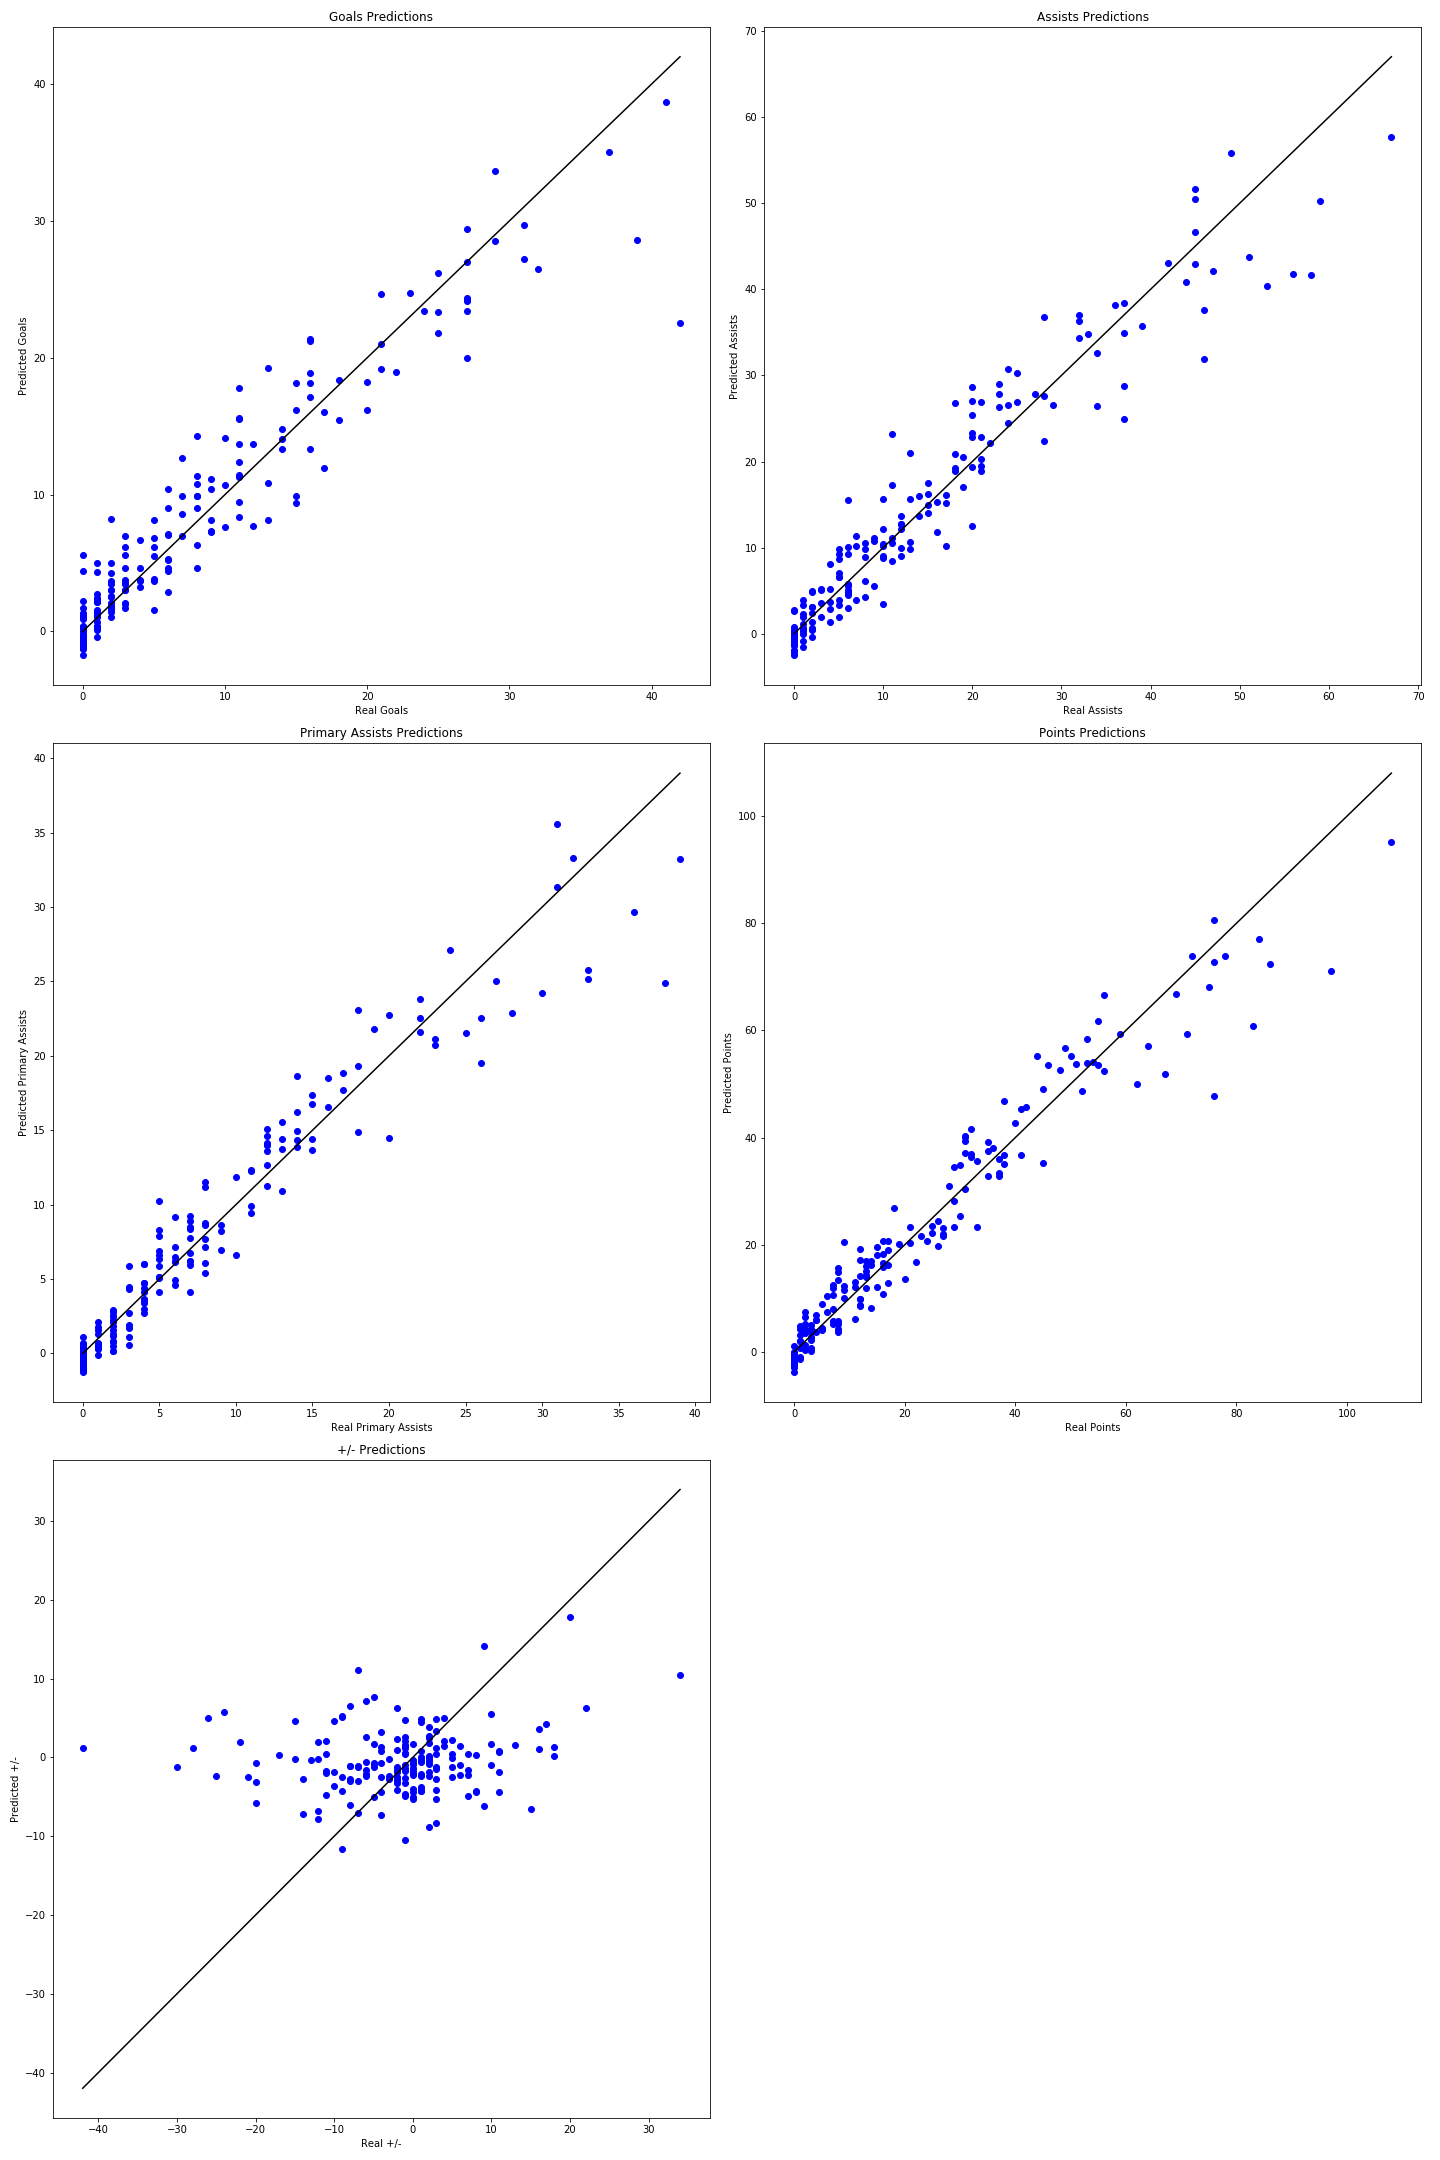 Goals Predictions
40
30
20
10
0
Predicted Goals
0 10 20 30 40
Real Goals
Assists Predictions
70
60
50
40
30
20
10
0
Predicted Assists
0 10 20 30 40 50 60 70
Real Assists
Primary Assists Predictions
40
35
30
25
20
15
10
5
0
Predicted Primary Assists
0 5 10 15 20 25 30 35 40
Real Primary Assists
Points Predictions
100
80
60
40
20
0
Predicted Points
0 20 40 60 80 100
Real Points
+/- Predictions
30
20
10
0
−10
−20
−30
−40
Predicted +/-
−40 −30 −20 −10 0 10 20 30
Real +/-